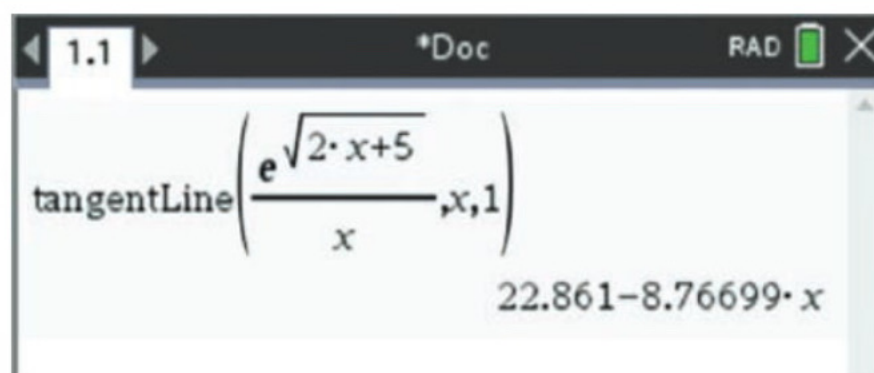 1.1 *Doc RAD
tangentLine(e^√(2·x+5)/x,x,1)
22.861−8.76699·x